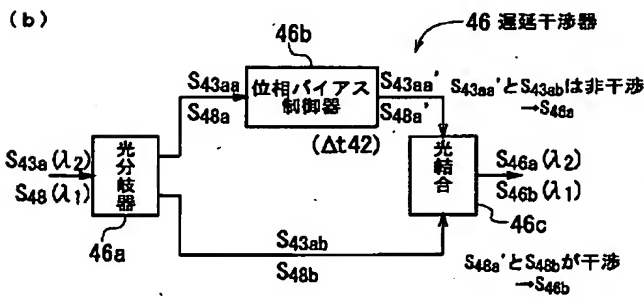 (b)
46 遅延干渉器
46b
位相バイアス
制御器
(Δt42)
S43aa
S48a
S43aa'
S48a'
S43aa'とS43abは非干渉
→S46a
S43a(λ2)
S48(λ1)
光分岐器
46a
光結合
46c
S46a(λ2)
S46b(λ1)
S43ab
S48b
S48a'とS48bが干渉
→S46b